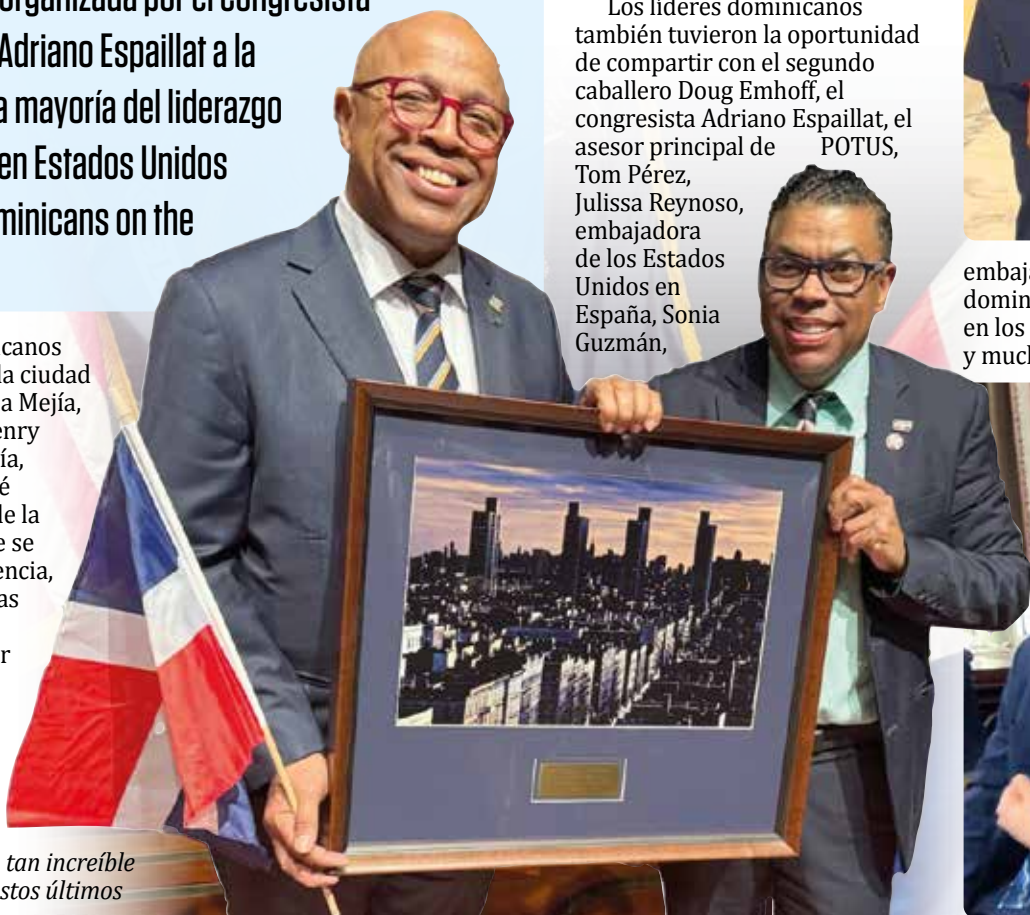 organizada por el congresista
Adriano Espaillat a la
a mayoría del liderazgo
en Estados Unidos
minicans on the
canos
la ciudad
a Mejía,
enry
ía,
é
de la
e se
encia,
as
r
tan increíble
stos últimos
Los líderes dominicanos
también tuvieron la oportunidad
de compartir con el segundo
caballero Doug Emhoff, el
congresista Adriano Espaillat, el
asesor principal de POTUS,
Tom Pérez,
Julissa Reynoso,
embajadora
de los Estados
Unidos en
España, Sonia
Guzmán,
embaja
domin
en los
y much